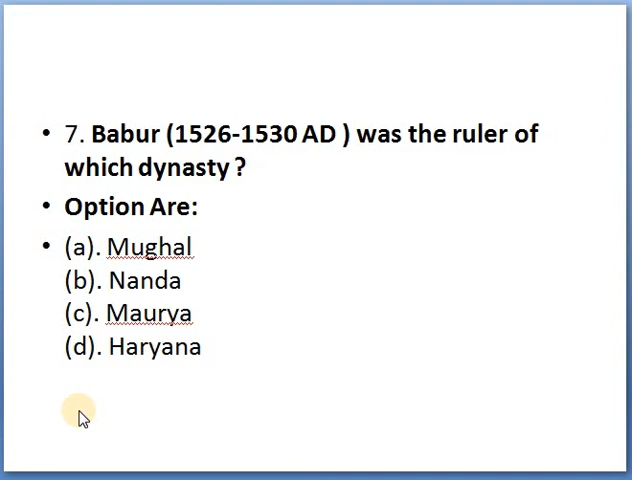 • 7. Babur (1526-1530 AD ) was the ruler of
which dynasty ?
• Option Are:
• (a). Mughal
(b). Nanda
(c). Maurya
(d). Haryana